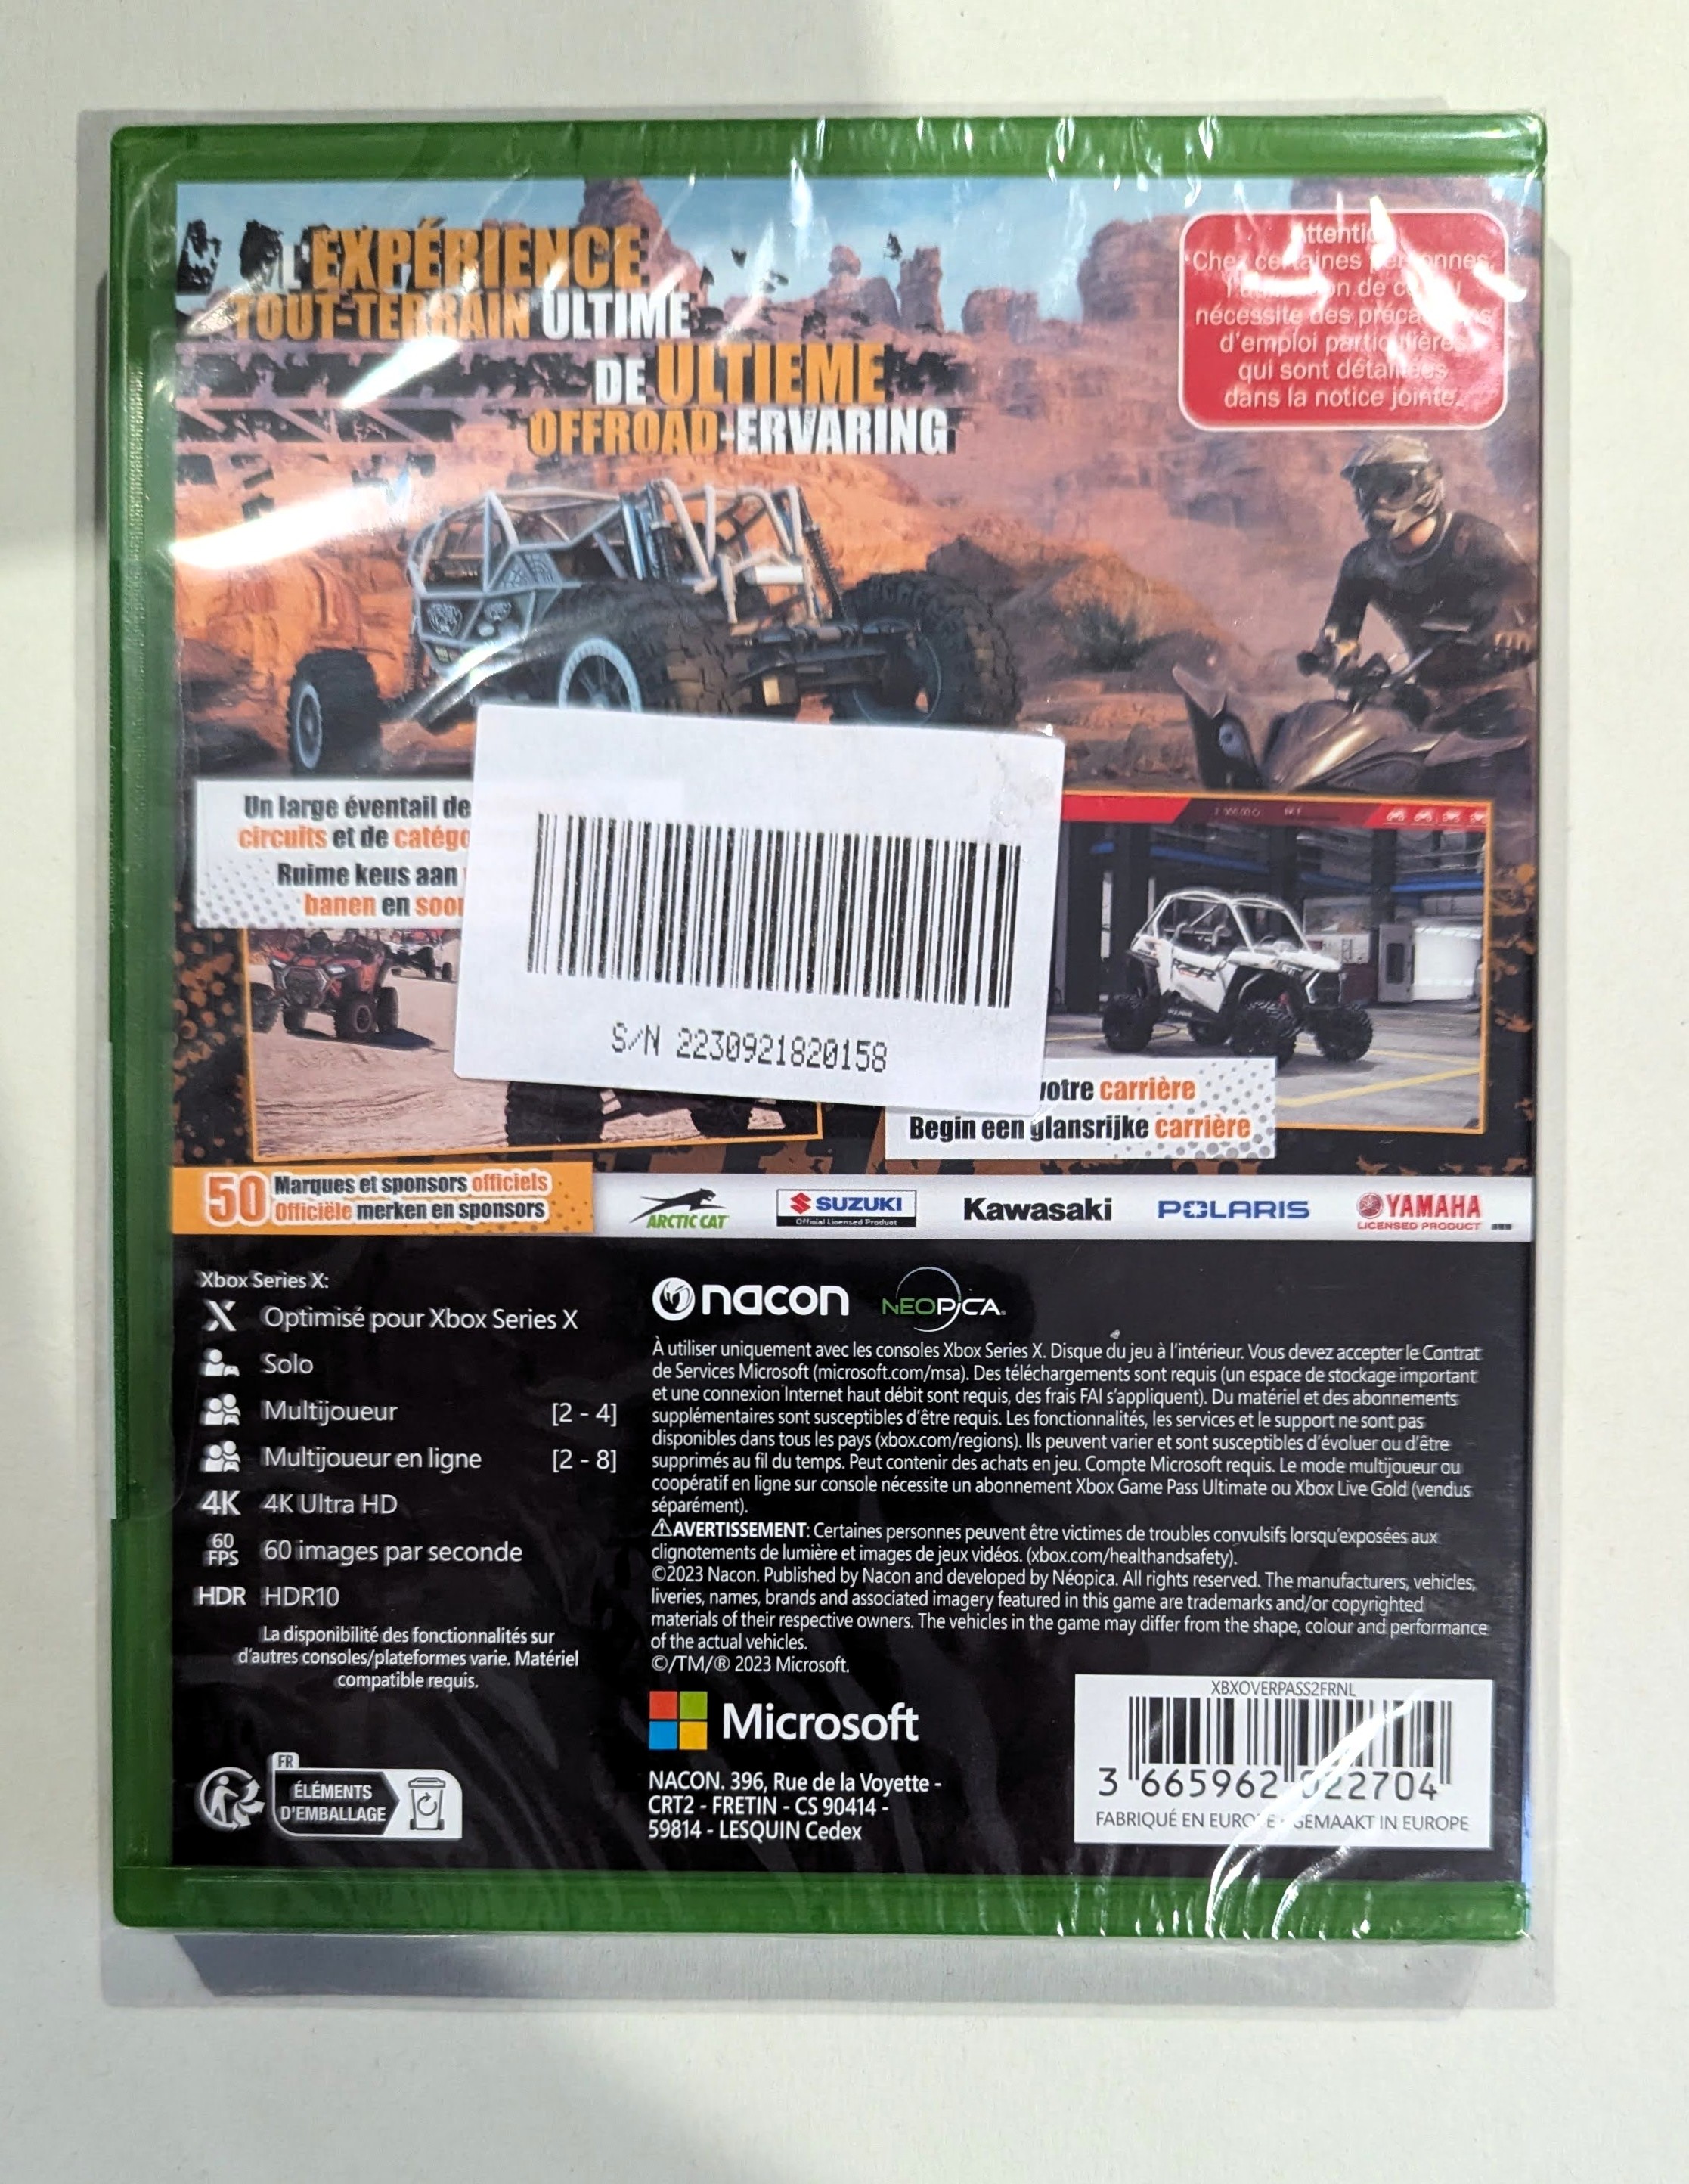 L'EXPÉRIENCE
TOUT-TERRAIN ULTIME
DE ULTIEME
OFFROAD-ERVARING
nécessite des
d'emploi particulières
qui sont détaillées
dans la notice jointe.
Un large éventail de
circuits et de
Ruime keus aan
banen en
S/N 2230921820158
votre carrière
Begin een glansrijke carrière
50 Marques et sponsors officiels
Officiële merken en sponsors
ARCTIC CAT
SUZUKI
Official Licensed Product
Kawasaki
POLARIS
YAMAHA
LICENSED PRODUCT
Xbox Series X:
X Optimisé pour Xbox Series X
Solo
Multijoueur [2 - 4]
Multijoueur en ligne [2 - 8]
4K 4K Ultra HD
60 FPS 60 images par seconde
HDR HDR10
La disponibilité des fonctionnalités sur
d'autres consoles/plateformes varie. Matériel
compatible requis.
nacon NEOPICA
À utiliser uniquement avec les consoles Xbox Series X. Disque du jeu à l'intérieur. Vous devez accepter le Contrat
de Services Microsoft (microsoft.com/msa). Des téléchargements sont requis (un espace de stockage important
et une connexion Internet haut débit sont requis, des frais FAI s'appliquent). Du matériel et des abonnements
supplémentaires sont susceptibles d'être requis. Les fonctionnalités, les services et le support ne sont pas
disponibles dans tous les pays (xbox.com/regions). Ils peuvent varier et sont susceptibles d'évoluer ou d'être
supprimés au fil du temps. Peut contenir des achats en jeu. Compte Microsoft requis. Le mode multijoueur ou
coopératif en ligne sur console nécessite un abonnement Xbox Game Pass Ultimate ou Xbox Live Gold (vendus
séparément).
⚠AVERTISSEMENT: Certaines personnes peuvent être victimes de troubles convulsifs lorsqu'exposées aux
clignotements de lumière et images de jeux vidéos. (xbox.com/healthandsafety).
©2023 Nacon. Published by Nacon and developed by Néopica. All rights reserved. The manufacturers, vehicles,
liveries, names, brands and associated imagery featured in this game are trademarks and/or copyrighted
materials of their respective owners. The vehicles in the game may differ from the shape, colour and performance
of the actual vehicles.
©/TM/® 2023 Microsoft.
Microsoft
NACON. 396, Rue de la Voyette -
CRT2 - FRETIN - CS 90414 -
59814 - LESQUIN Cedex
FR
ÉLÉMENTS
D'EMBALLAGE
XBXOVERPASS2FRNL
3 665962 022704
FABRIQUÉ EN EUROPE - GEMAAKT IN EUROPE